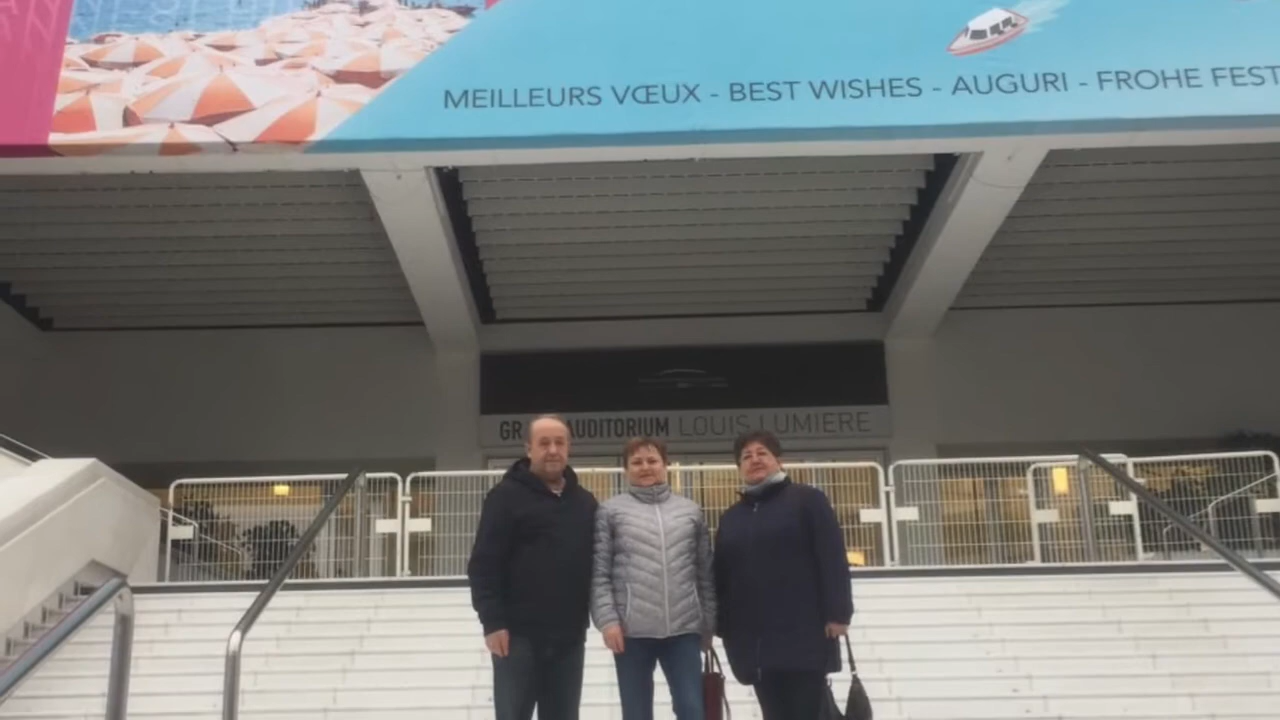 MEILLEURS VŒUX - BEST WISHES - AUGURI - FROHE FEST
AUDITORIUM LOUIS LUMIERE